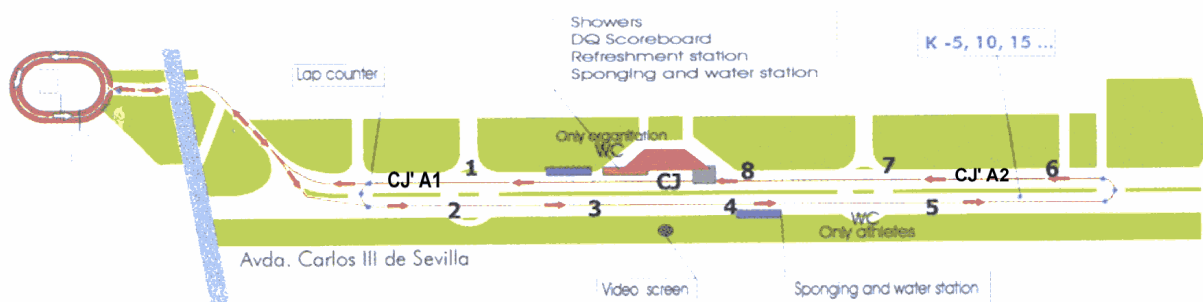 Showers
DQ Scoreboard
Refreshment station
Sponging and water station
K -5, 10, 15 ...
Lap counter
Only organitation
WC
1
8
7
6
CJ' A1
CJ
CJ' A2
2
3
4
5
WC
Only athletes
Avda. Carlos III de Sevilla
Video screen
Sponging and water station